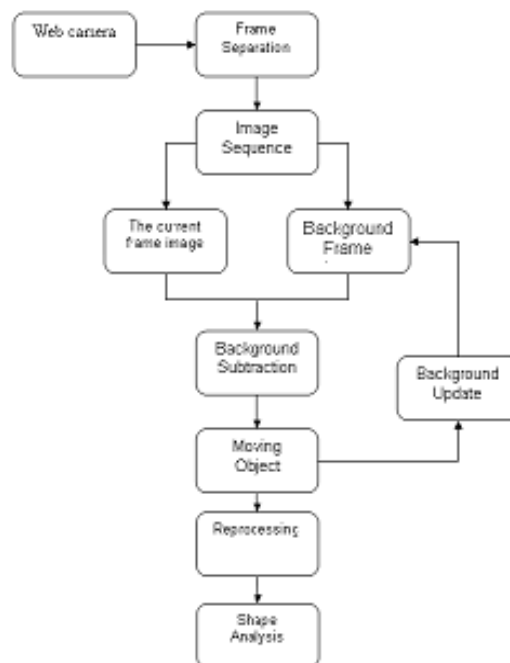 Web camera
Frame
Separation
Image
Sequence
The current
frame image
Background
Frame
Background
Subtraction
Background
Update
Moving
Object
Reprocessing
Shape
Analysis